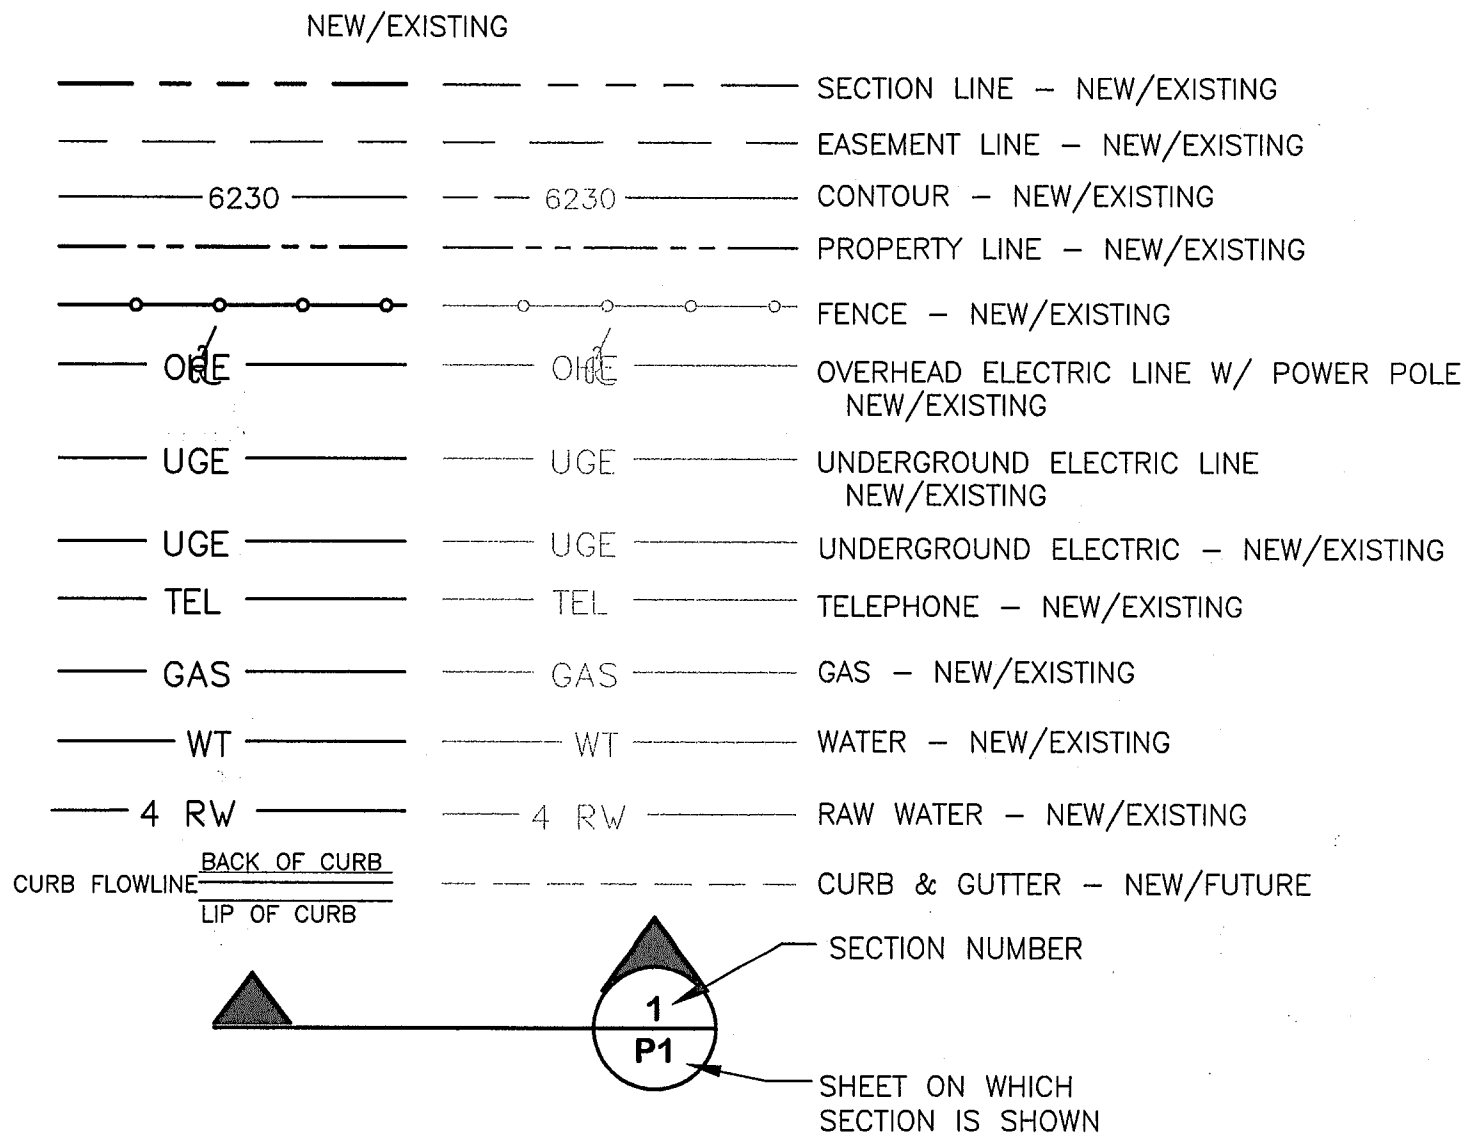 NEW/EXISTING
SECTION LINE – NEW/EXISTING
EASEMENT LINE – NEW/EXISTING
6230 6230 CONTOUR – NEW/EXISTING
PROPERTY LINE – NEW/EXISTING
FENCE – NEW/EXISTING
OHE OHE OVERHEAD ELECTRIC LINE W/ POWER POLE
NEW/EXISTING
UGE UGE UNDERGROUND ELECTRIC LINE
NEW/EXISTING
UGE UGE UNDERGROUND ELECTRIC – NEW/EXISTING
TEL TEL TELEPHONE – NEW/EXISTING
GAS GAS GAS – NEW/EXISTING
WT WT WATER – NEW/EXISTING
4 RW 4 RW RAW WATER – NEW/EXISTING
BACK OF CURB
CURB FLOWLINE CURB & GUTTER – NEW/FUTURE
LIP OF CURB
SECTION NUMBER
1
P1
SHEET ON WHICH
SECTION IS SHOWN